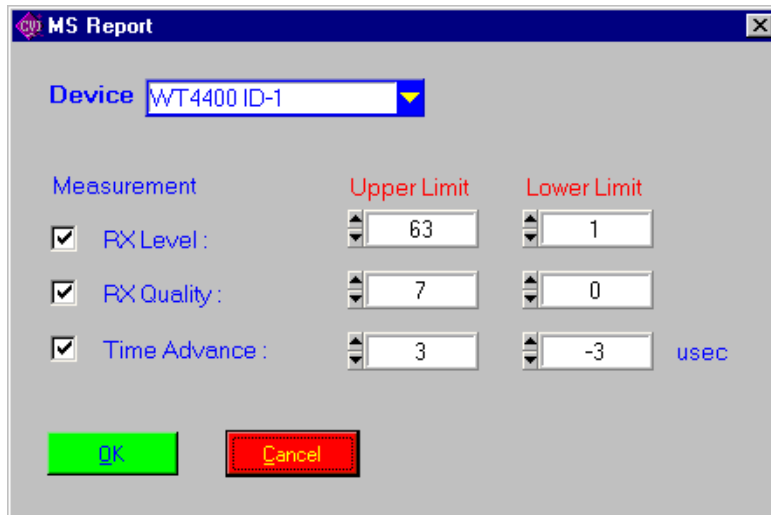 CVI MS Report
Device WT4400 ID-1
Measurement Upper Limit Lower Limit
RX Level : 63 1
RX Quality : 7 0
Time Advance : 3 -3 usec
OK Cancel